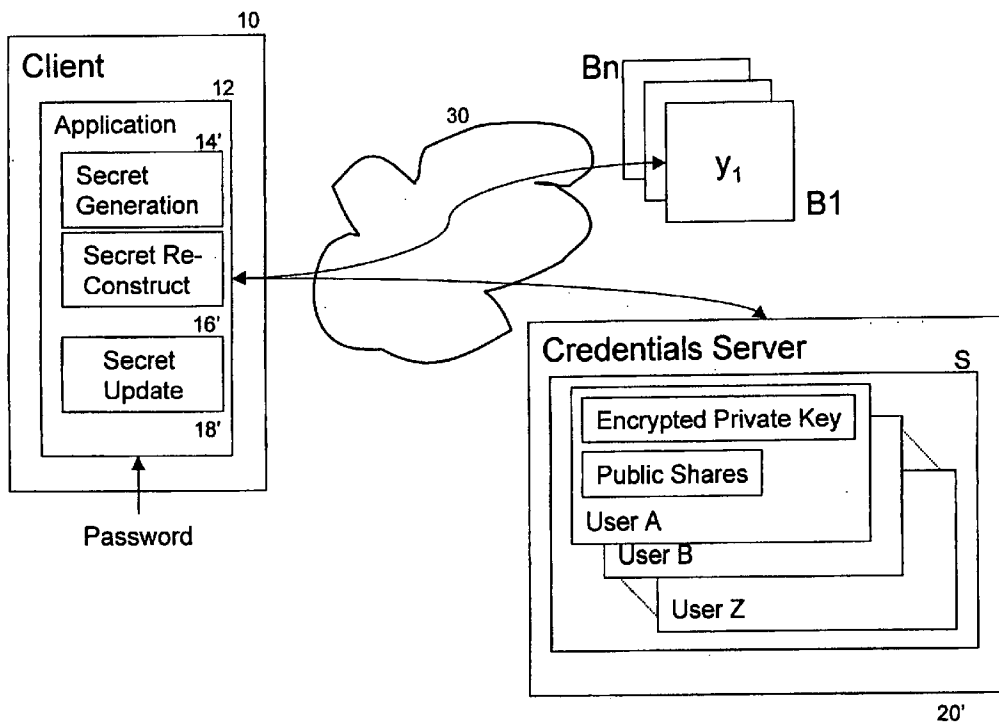 10
Client
12
Application
14'
Secret
Generation
Secret Re-
Construct
16'
Secret
Update
18'
Password
30
Bn
y1
B1
Credentials Server
S
Encrypted Private Key
Public Shares
User A
User B
User Z
20'